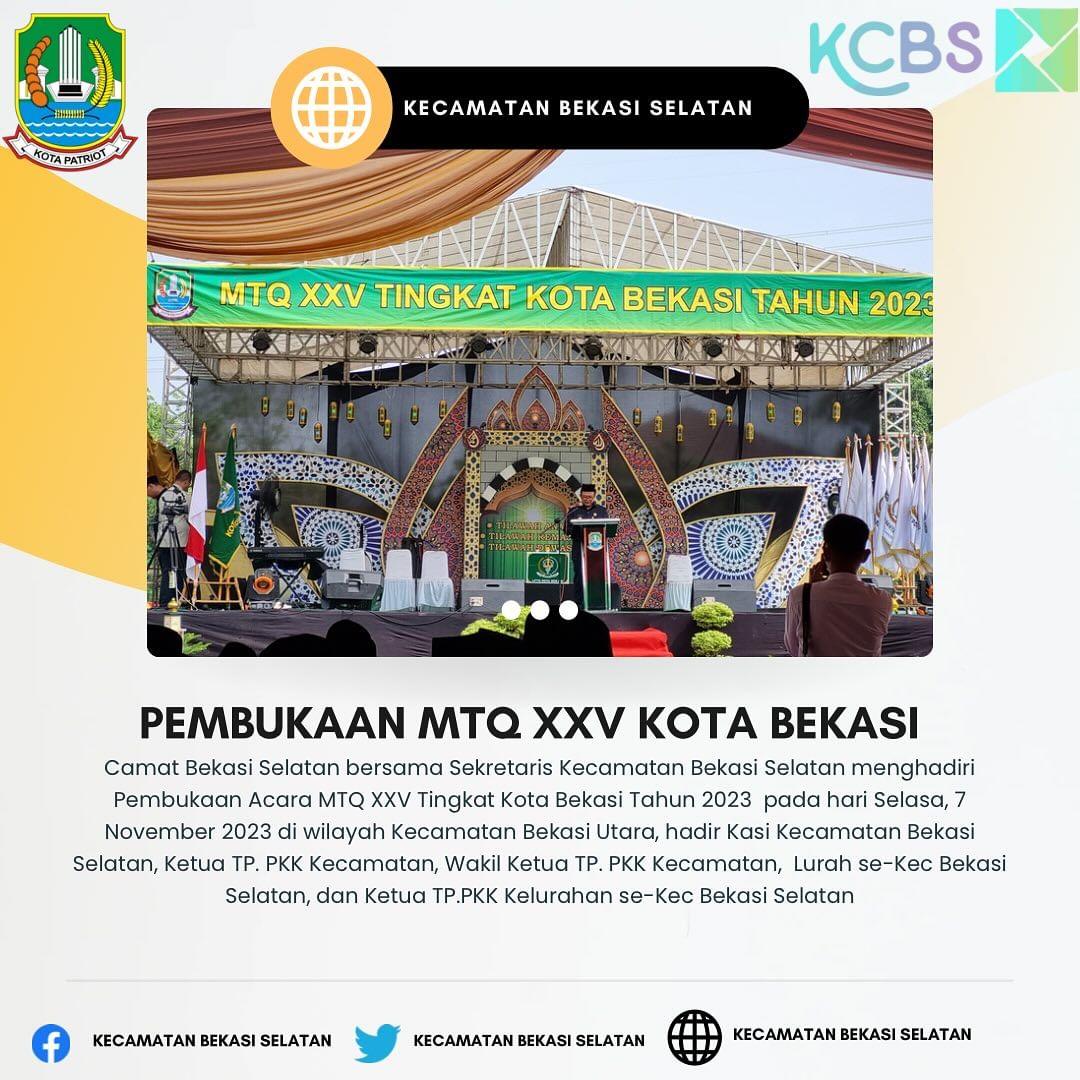 KOTA PATRIOT
KCBS
KECAMATAN BEKASI SELATAN
MTQ XXV TINGKAT KOTA BEKASI TAHUN 2023
TILAWAH
TILAWAH
TILAWAH
PEMBUKAAN MTQ XXV KOTA BEKASI
Camat Bekasi Selatan bersama Sekretaris Kecamatan Bekasi Selatan menghadiri
Pembukaan Acara MTQ XXV Tingkat Kota Bekasi Tahun 2023 pada hari Selasa, 7
November 2023 di wilayah Kecamatan Bekasi Utara, hadir Kasi Kecamatan Bekasi
Selatan, Ketua TP. PKK Kecamatan, Wakil Ketua TP. PKK Kecamatan, Lurah se-Kec Bekasi
Selatan, dan Ketua TP.PKK Kelurahan se-Kec Bekasi Selatan
KECAMATAN BEKASI SELATAN
KECAMATAN BEKASI SELATAN
KECAMATAN BEKASI SELATAN